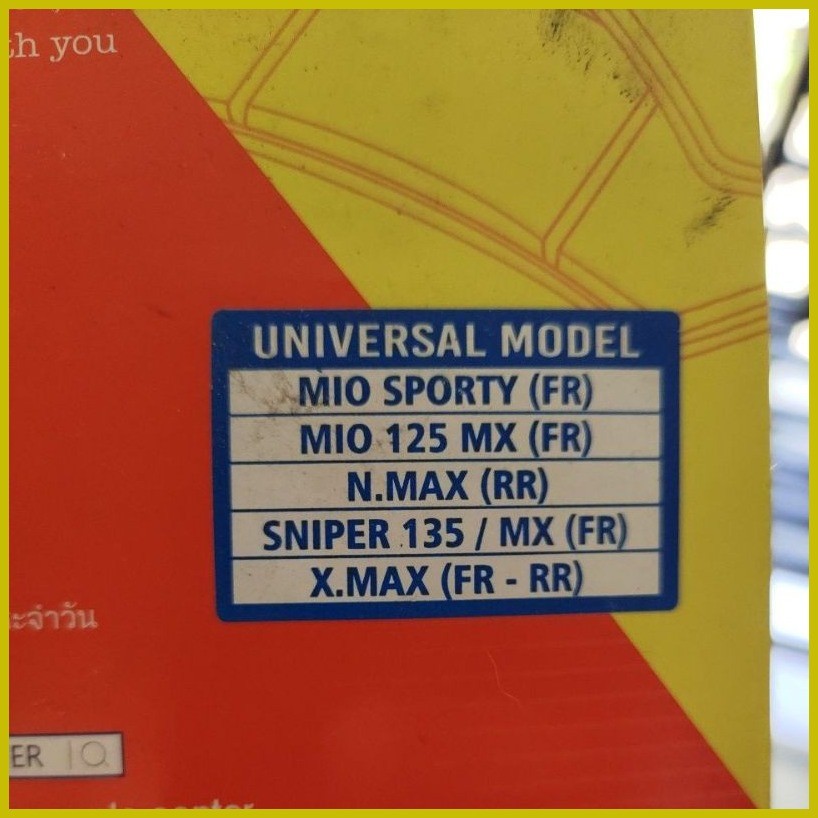 th you
UNIVERSAL MODEL
MIO SPORTY (FR)
MIO 125 MX (FR)
N.MAX (RR)
SNIPER 135 / MX (FR)
X.MAX (FR - RR)
ะจำวัน
ER